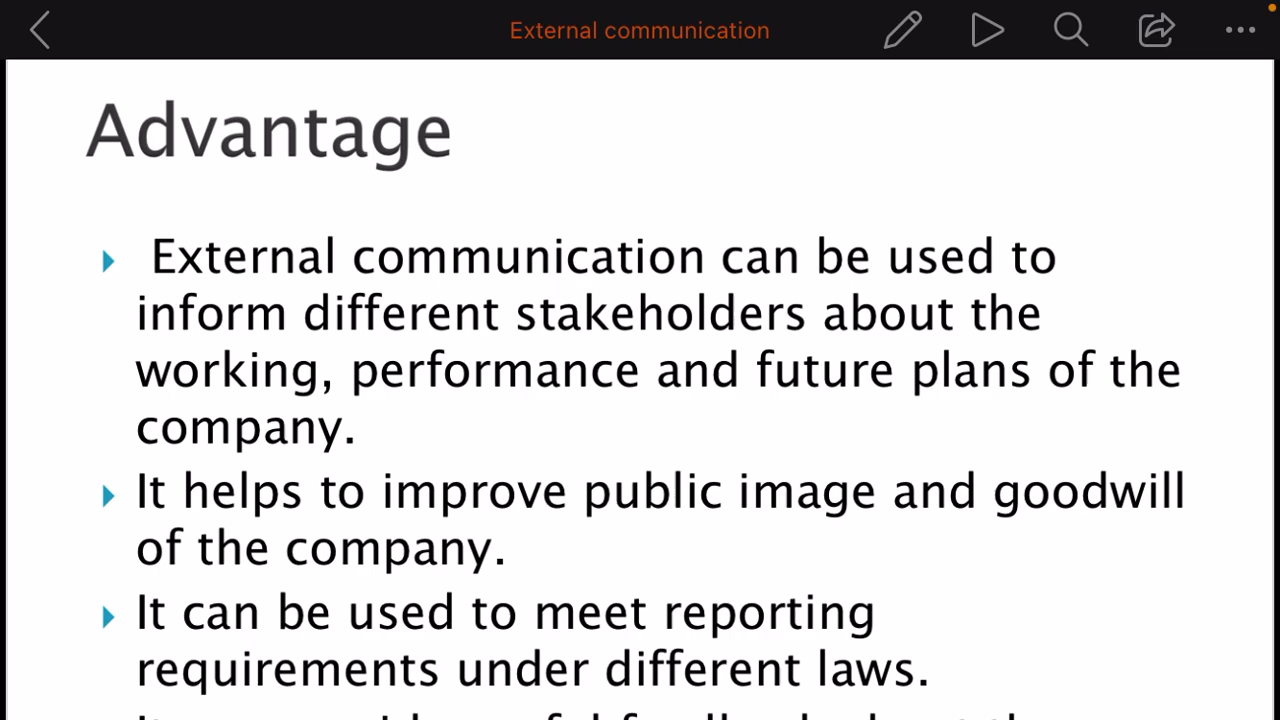 External communication
Advantage
External communication can be used to
inform different stakeholders about the
working, performance and future plans of the
company.
It helps to improve public image and goodwill
of the company.
It can be used to meet reporting
requirements under different laws.